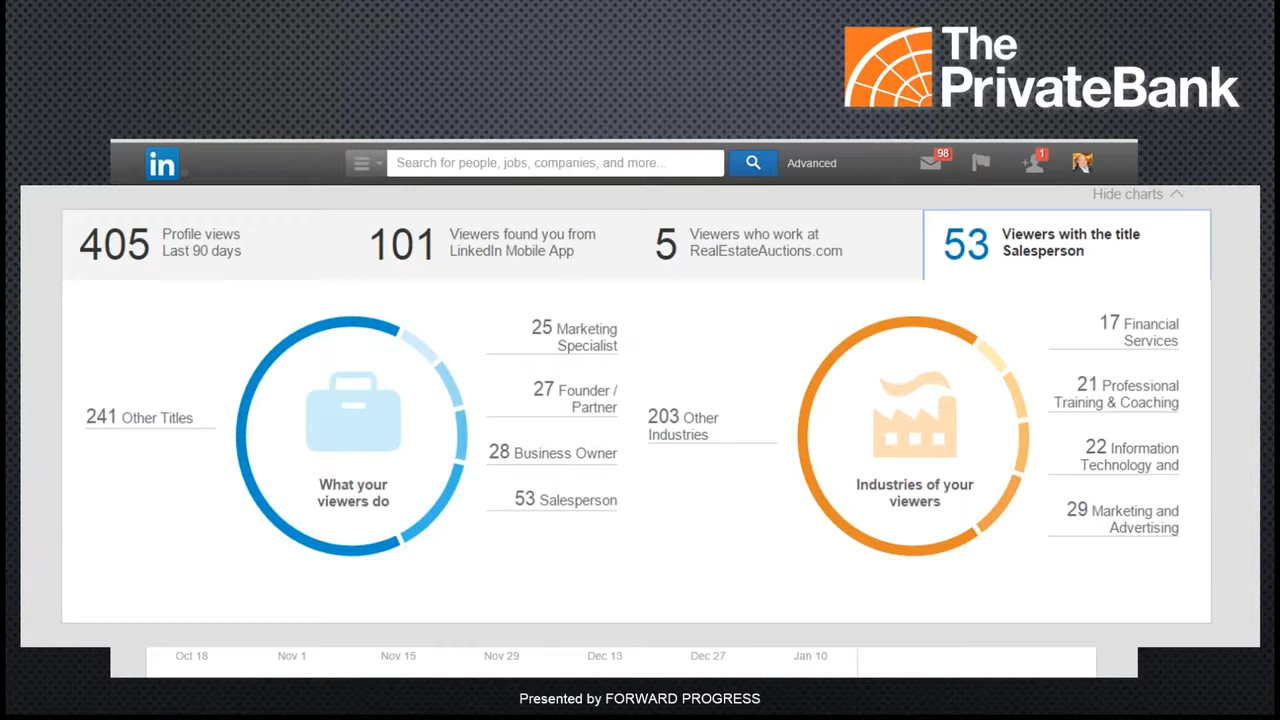 The
PrivateBank
in
Search for people, jobs, companies, and more...
Advanced
98
1
Hide charts
405 Profile views
Last 90 days
101 Viewers found you from
LinkedIn Mobile App
5 Viewers who work at
RealEstateAuctions.com
53 Viewers with the title
Salesperson
241 Other Titles
What your
viewers do
25 Marketing
Specialist
27 Founder /
Partner
28 Business Owner
53 Salesperson
203 Other
Industries
Industries of your
viewers
17 Financial
Services
21 Professional
Training & Coaching
22 Information
Technology and
29 Marketing and
Advertising
Oct 18 Nov 1 Nov 15 Nov 29 Dec 13 Dec 27 Jan 10
Presented by FORWARD PROGRESS